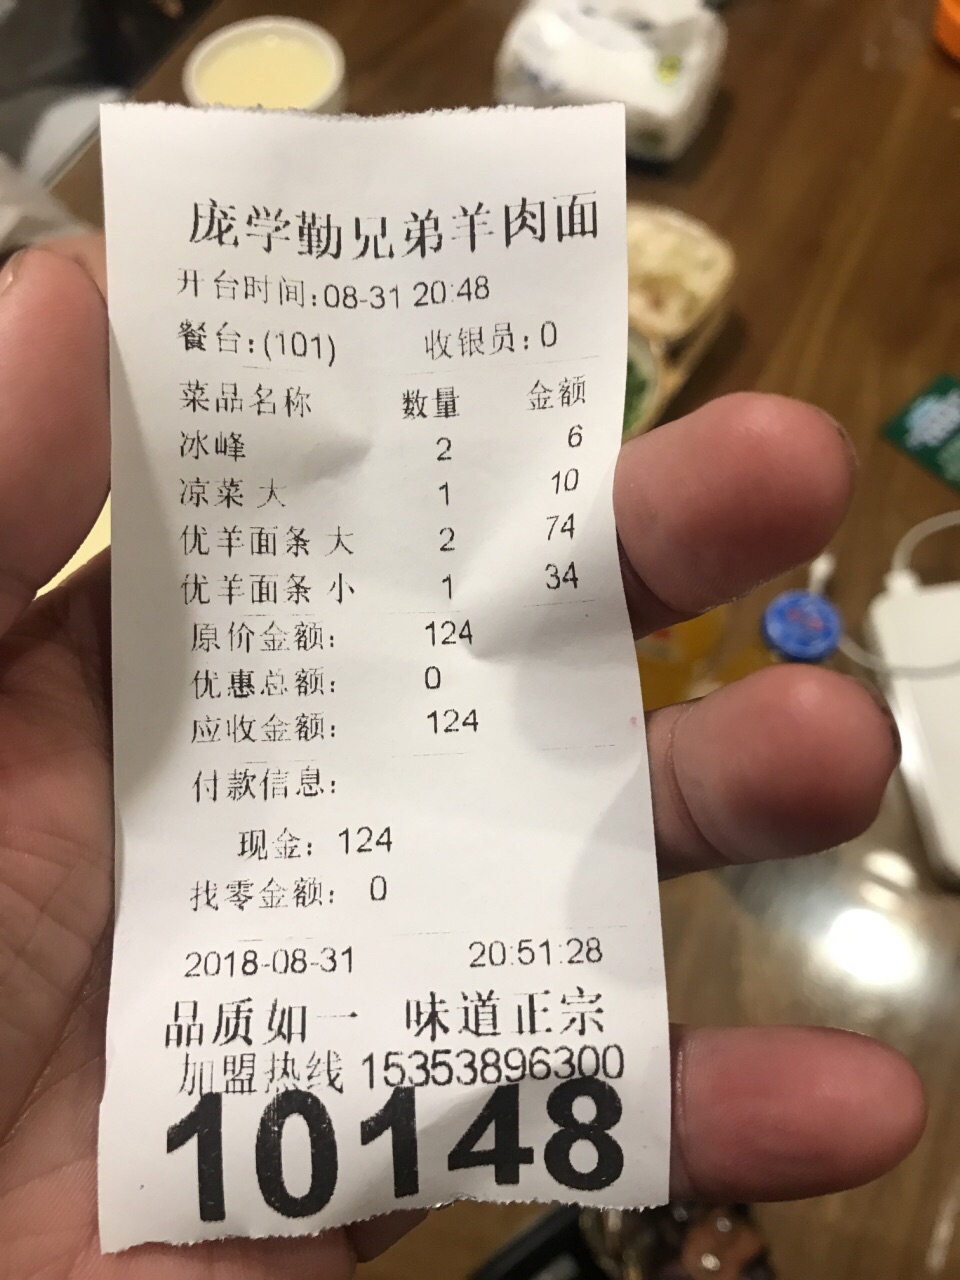 庞学勤兄弟羊肉面
开台时间:08-31 20:48
餐台:(101) 收银员:0
菜品名称 数量 金额
冰峰 2 6
凉菜 大 1 10
优羊面条 大 2 74
优羊面条 小 1 34
原价金额: 124
优惠总额: 0
应收金额: 124
付款信息:
现金: 124
找零金额: 0
2018-08-31 20:51:28
品质如一 味道正宗
加盟热线 15353896300
10148